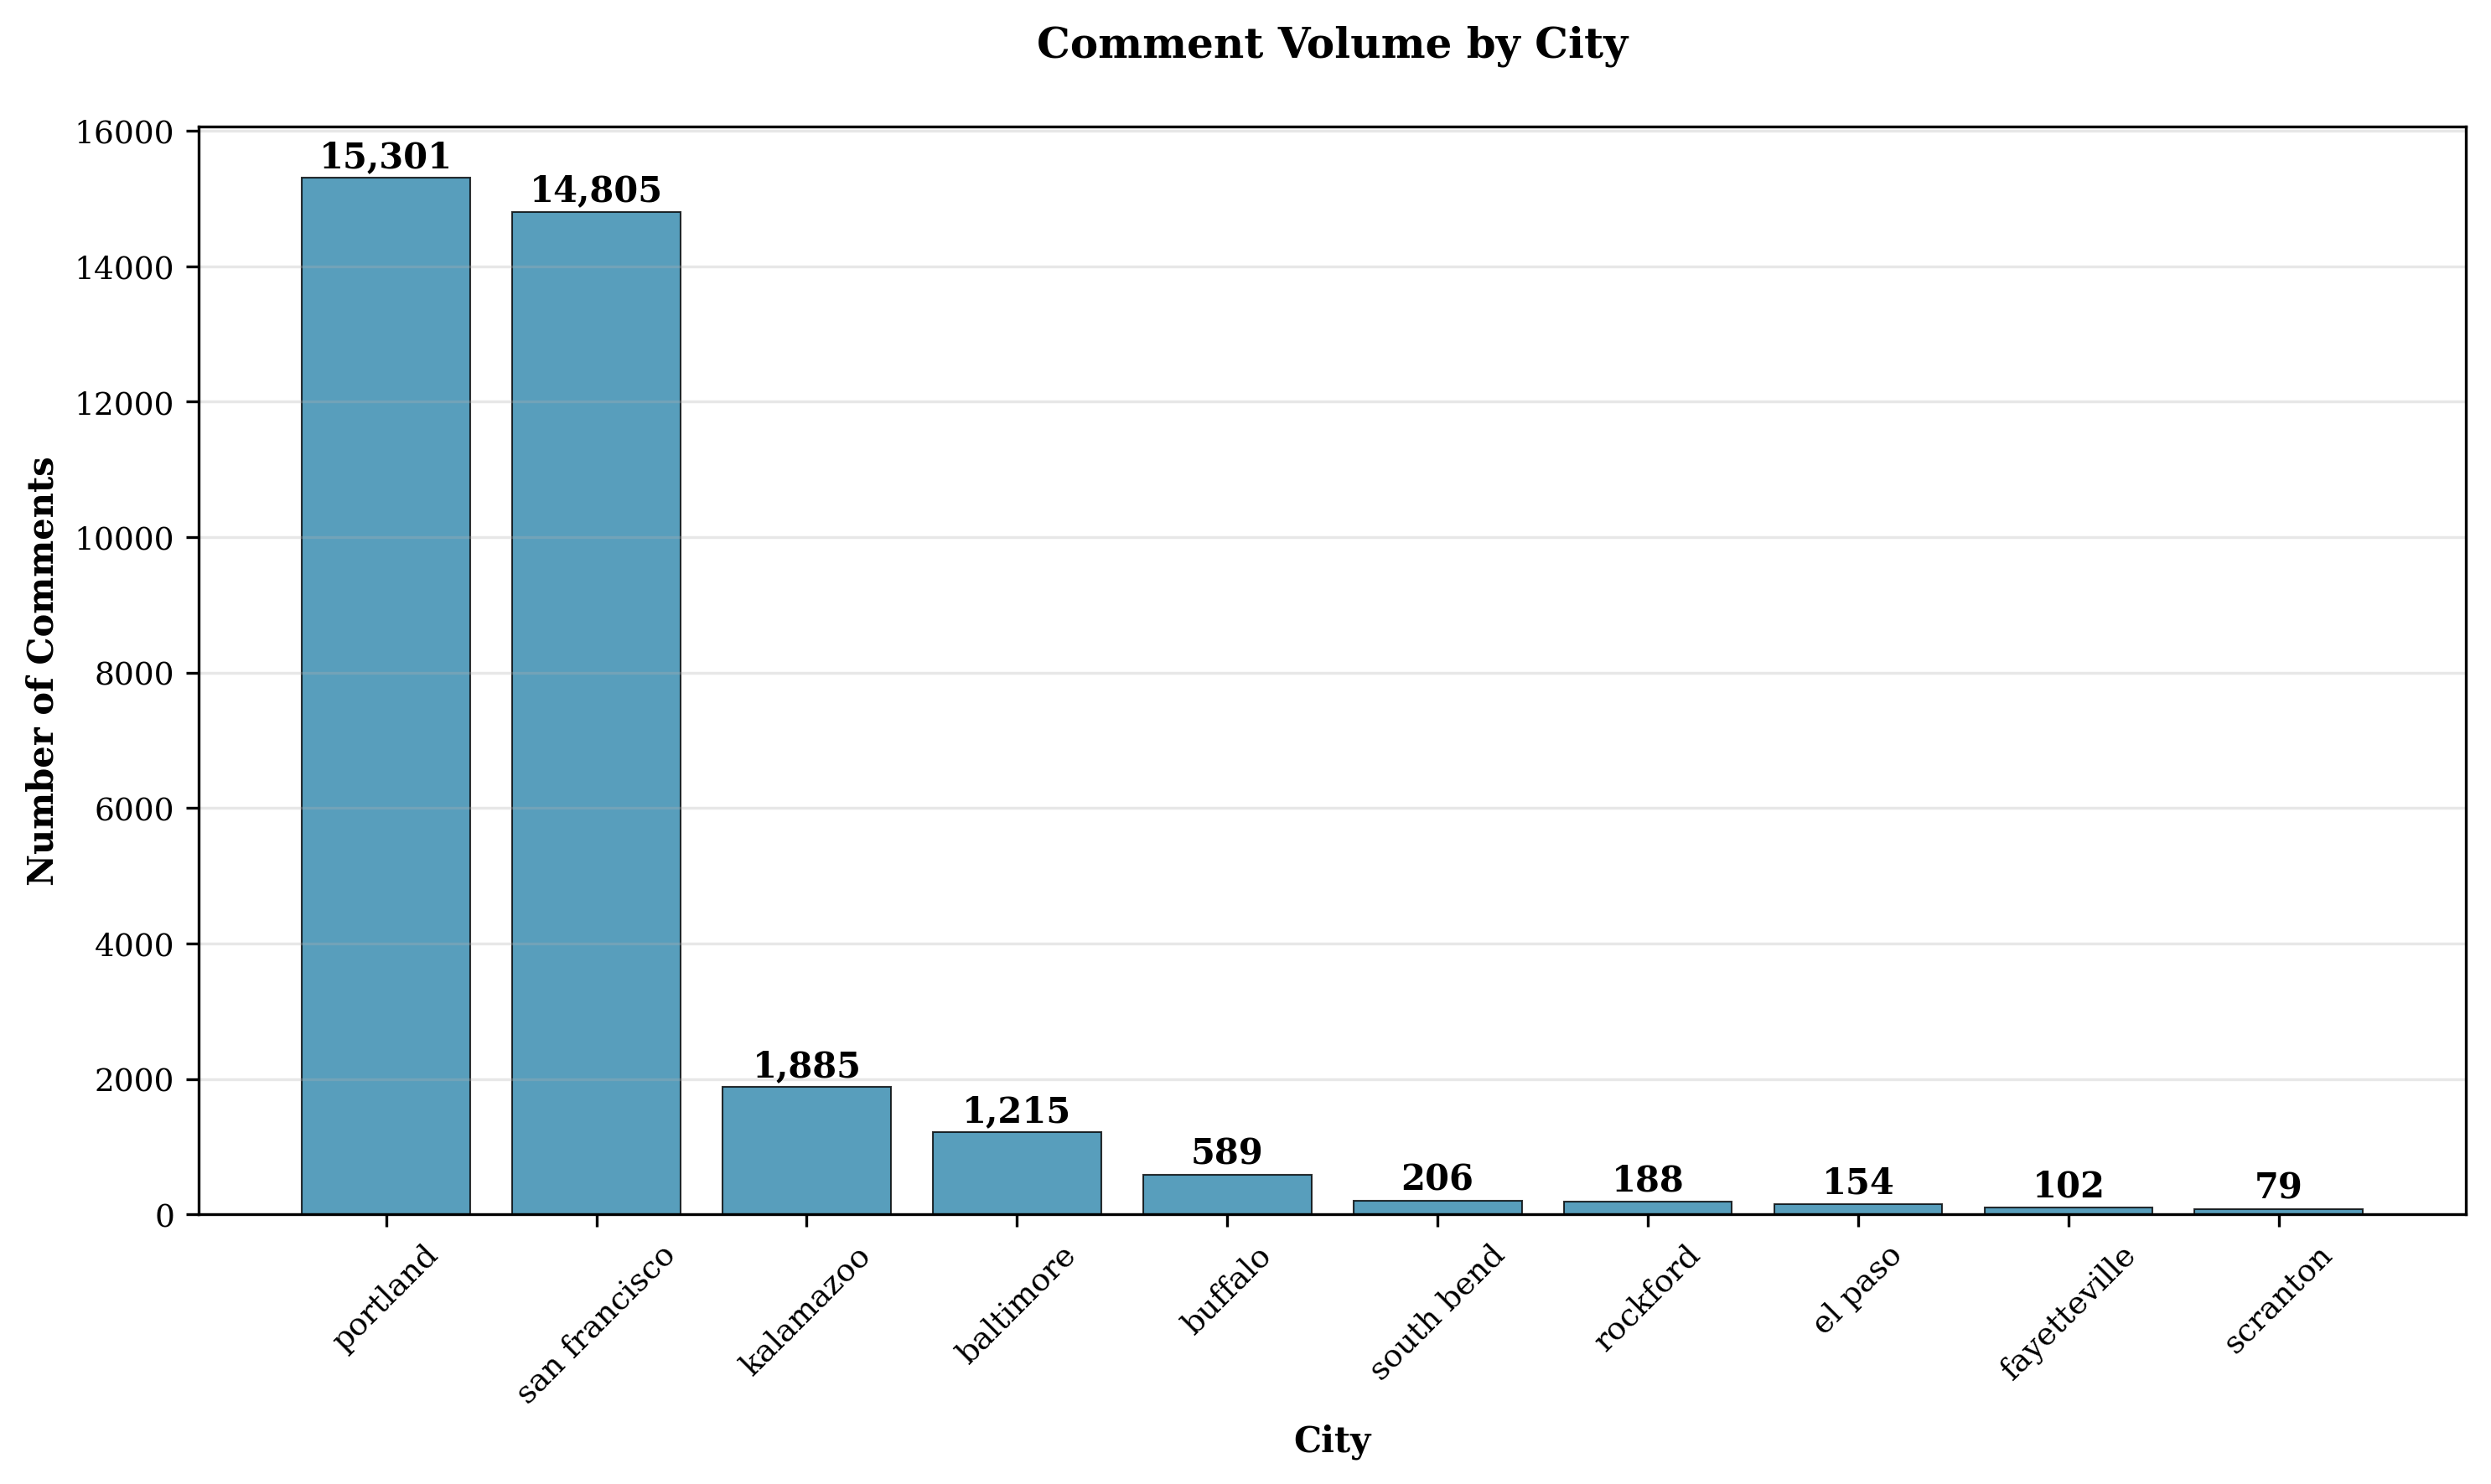 Comment Volume by City
Number of Comments
16000
14000
12000
10000
8000
6000
4000
2000
0
15,301
14,805
1,885
1,215
589
206
188
154
102
79
portland
san francisco
kalamazoo
baltimore
buffalo
south bend
rockford
el paso
fayetteville
scranton
City